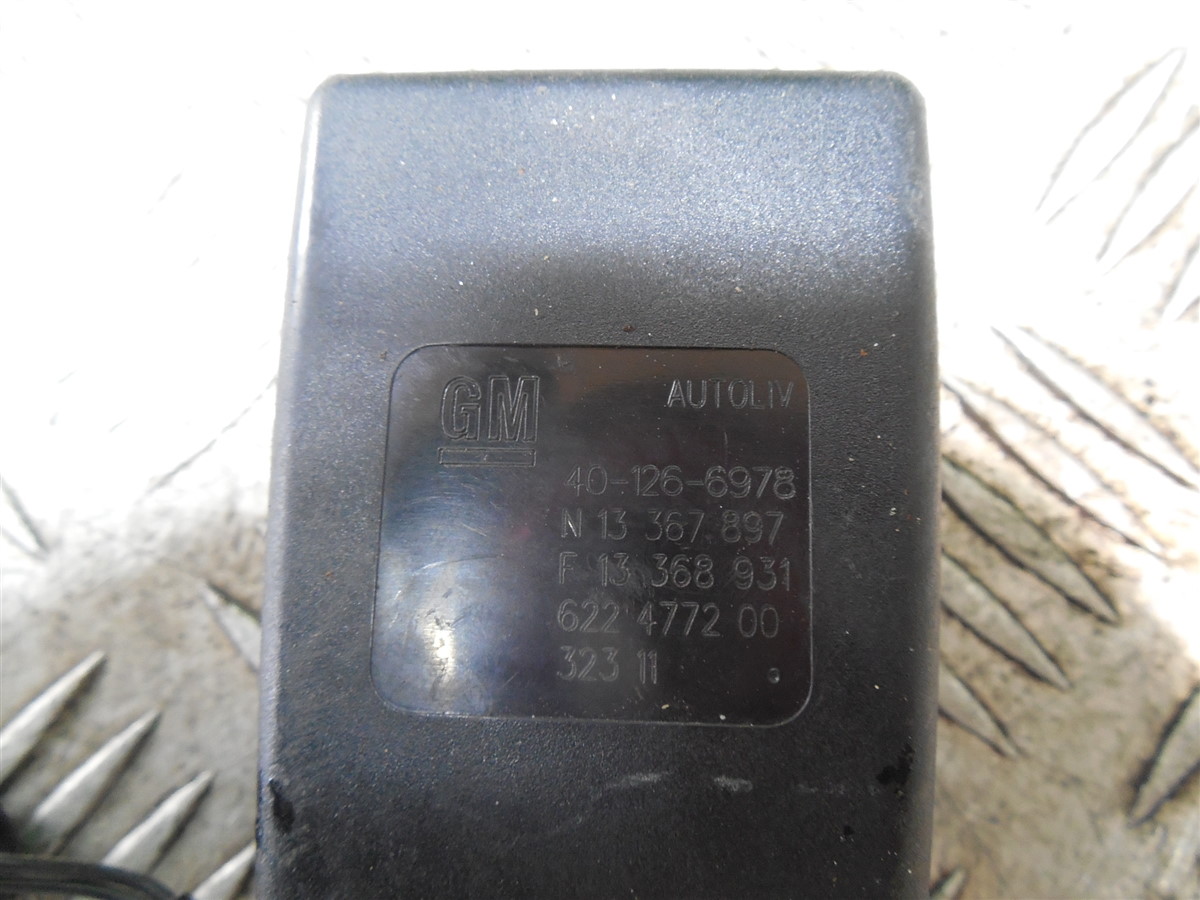 GM AUTOLIV
40-126-6978
N 13 367 897
F 13 368 931
622 4772 00
323 11